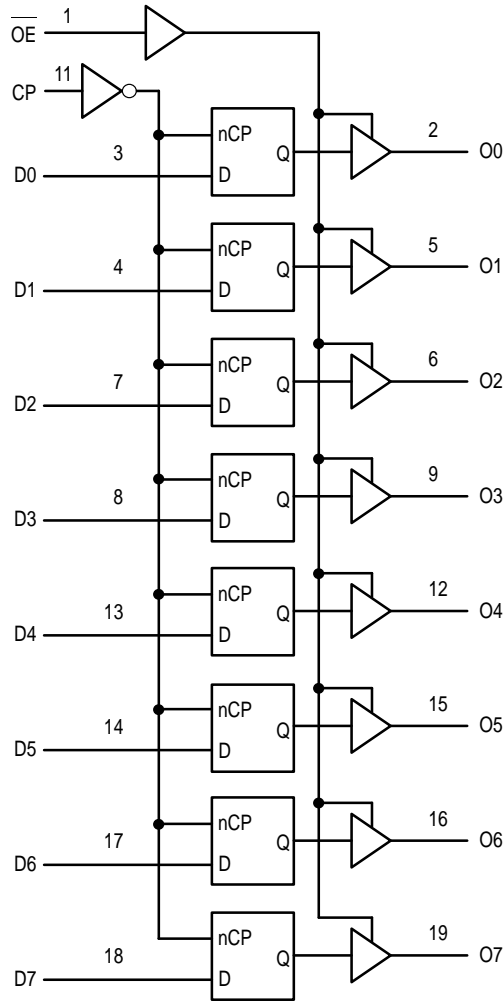 O̅E̅ 1
CP 11
nCP
D0 3 D Q 2 O0
nCP
D1 4 D Q 5 O1
nCP
D2 7 D Q 6 O2
nCP
D3 8 D Q 9 O3
nCP
D4 13 D Q 12 O4
nCP
D5 14 D Q 15 O5
nCP
D6 17 D Q 16 O6
nCP
D7 18 D Q 19 O7